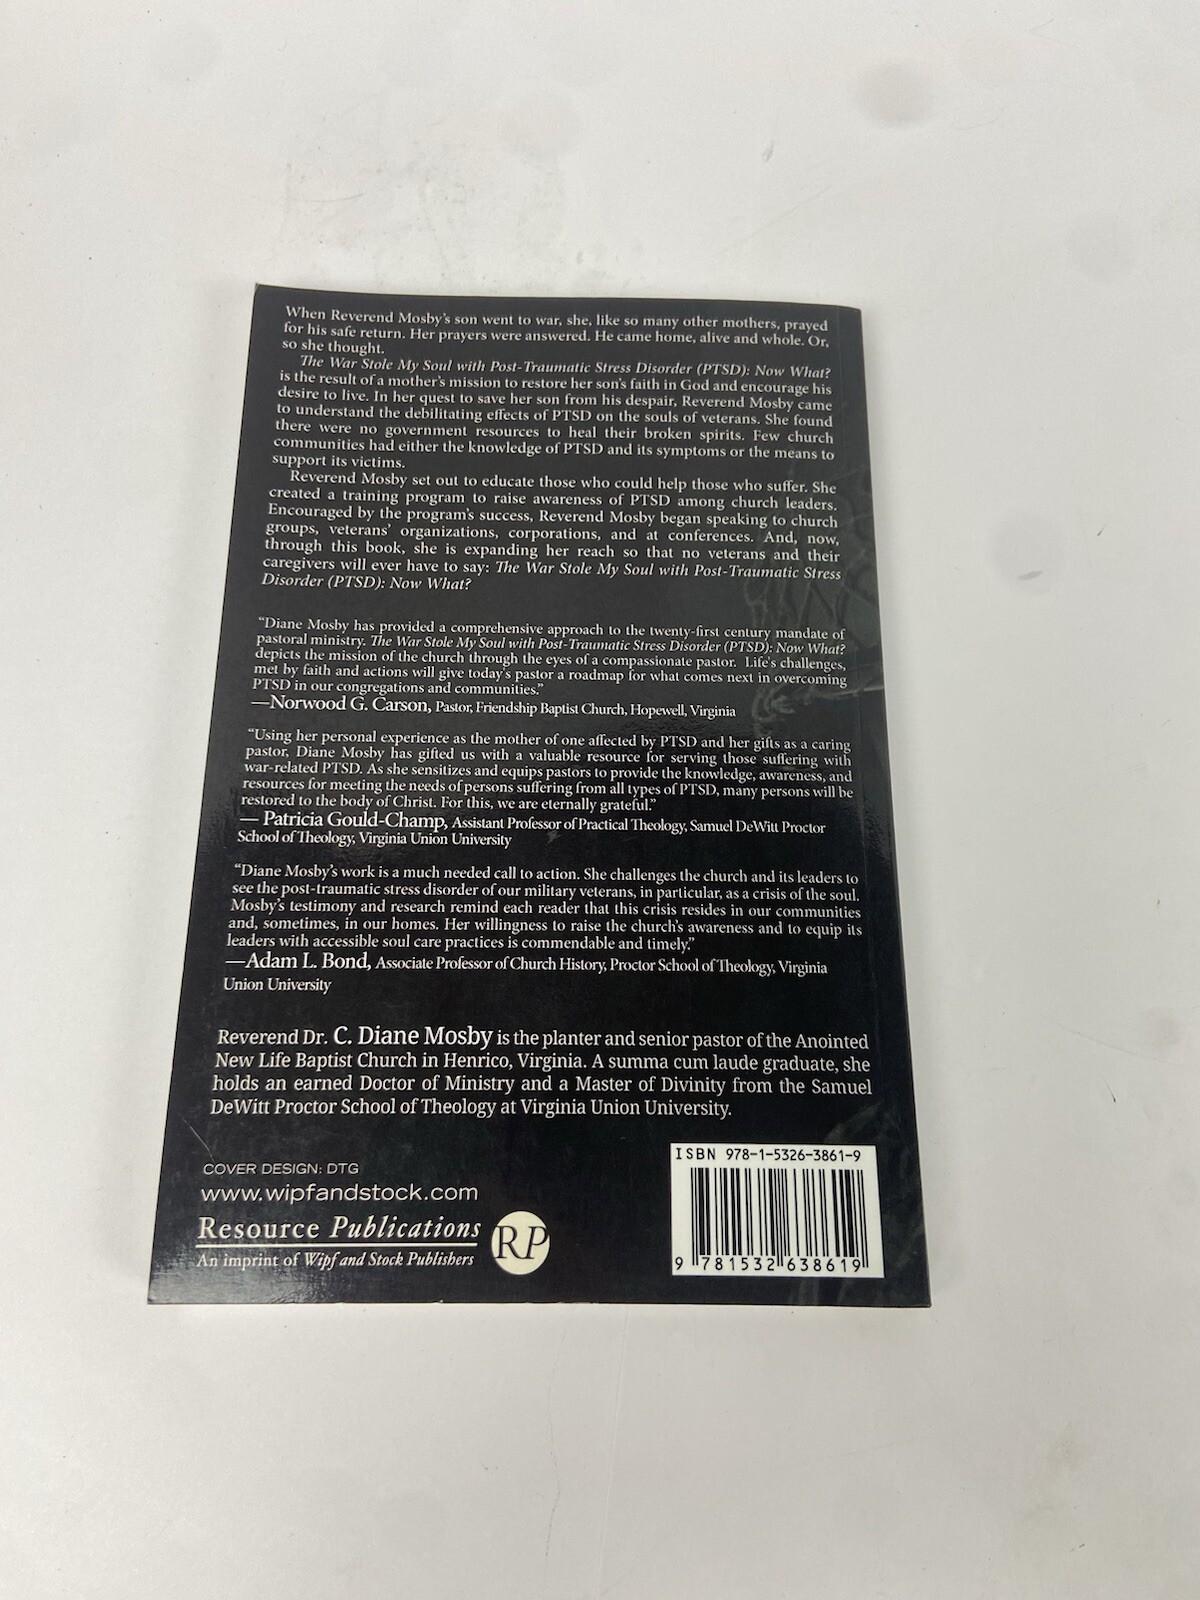 When Reverend Mosby's son went to war, she, like so many other mothers, prayed
for his safe return. Her prayers were answered. He came home, alive and whole. Or,
so she thought.
The War Stole My Soul with Post-Traumatic Stress Disorder (PTSD): Now What?
is the result of a mother's mission to restore her son's faith in God and encourage his
desire to live. In her quest to save her son from his despair, Reverend Mosby came
to understand the debilitating effects of PTSD on the souls of veterans. She found
there were no government resources to heal their broken spirits. Few church
communities had either the knowledge of PTSD and its symptoms or the means to
support its victims.
Reverend Mosby set out to educate those who could help those who suffer. She
created a training program to raise awareness of PTSD among church leaders.
Encouraged by the program's success, Reverend Mosby began speaking to church
groups, veterans' organizations, corporations, and at conferences. And, now,
through this book, she is expanding her reach so that no veterans and their
caregivers will ever have to say: The War Stole My Soul with Post-Traumatic Stress
Disorder (PTSD): Now What?
"Diane Mosby has provided a comprehensive approach to the twenty-first century mandate of
pastoral ministry. The War Stole My Soul with Post-Traumatic Stress Disorder (PTSD): Now What?
depicts the mission of the church through the eyes of a compassionate pastor. Life's challenges,
met by faith and actions will give today's pastor a roadmap for what comes next in overcoming
PTSD in our congregations and communities."
—Norwood G. Carson, Pastor, Friendship Baptist Church, Hopewell, Virginia
"Using her personal experience as the mother of one affected by PTSD and her gifts as a caring
pastor, Diane Mosby has gifted us with a valuable resource for serving those suffering with
war-related PTSD. As she sensitizes and equips pastors to provide the knowledge, awareness, and
resources for meeting the needs of persons suffering from all types of PTSD, many persons will be
restored to the body of Christ. For this, we are eternally grateful."
— Patricia Gould-Champ, Assistant Professor of Practical Theology, Samuel DeWitt Proctor
School of Theology, Virginia Union University
"Diane Mosby's work is a much needed call to action. She challenges the church and its leaders to
see the post-traumatic stress disorder of our military veterans, in particular, as a crisis of the soul.
Mosby's testimony and research remind each reader that this crisis resides in our communities
and, sometimes, in our homes. Her willingness to raise the church's awareness and to equip its
leaders with accessible soul care practices is commendable and timely."
—Adam L. Bond, Associate Professor of Church History, Proctor School of Theology, Virginia
Union University
Reverend Dr. C. Diane Mosby is the planter and senior pastor of the Anointed
New Life Baptist Church in Henrico, Virginia. A summa cum laude graduate, she
holds an earned Doctor of Ministry and a Master of Divinity from the Samuel
DeWitt Proctor School of Theology at Virginia Union University.
COVER DESIGN: DTG
www.wipfandstock.com
Resource Publications
An imprint of Wipf and Stock Publishers
RP
ISBN 978-1-5326-3861-9
9 781532 638619